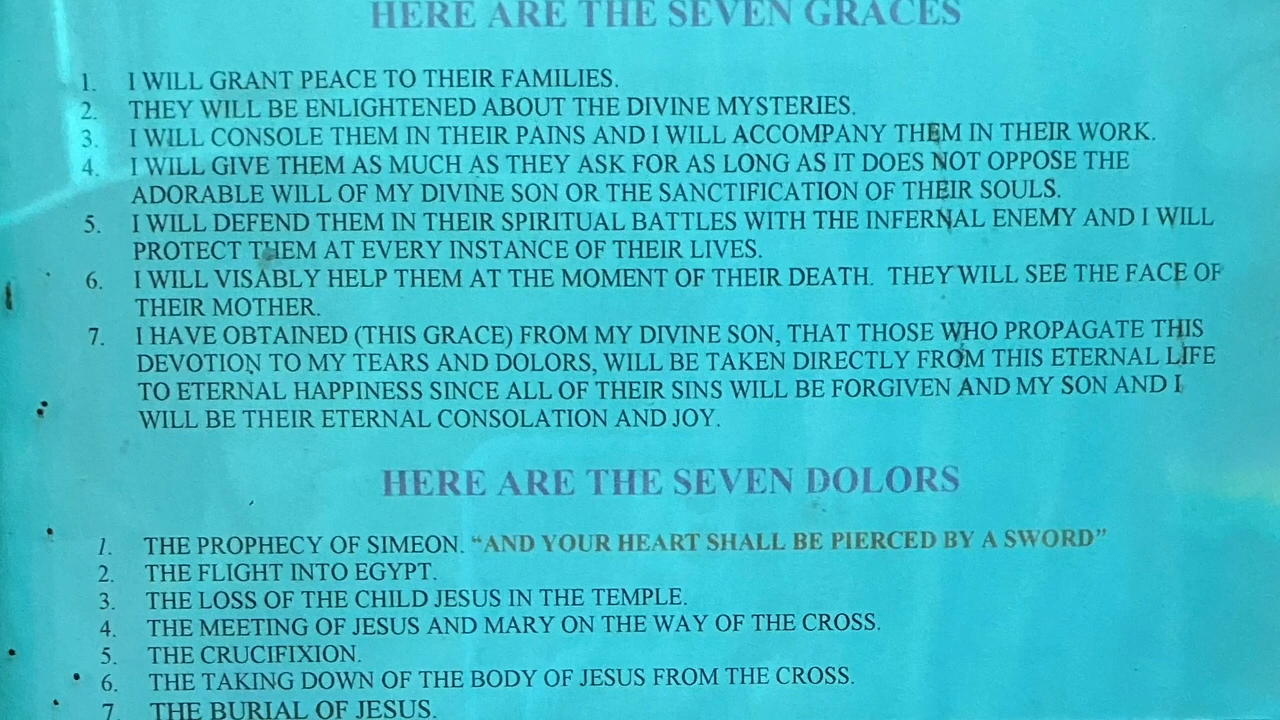 HERE ARE THE SEVEN GRACES
1. I WILL GRANT PEACE TO THEIR FAMILIES.
2. THEY WILL BE ENLIGHTENED ABOUT THE DIVINE MYSTERIES.
3. I WILL CONSOLE THEM IN THEIR PAINS AND I WILL ACCOMPANY THEM IN THEIR WORK.
4. I WILL GIVE THEM AS MUCH AS THEY ASK FOR AS LONG AS IT DOES NOT OPPOSE THE
ADORABLE WILL OF MY DIVINE SON OR THE SANCTIFICATION OF THEIR SOULS.
5. I WILL DEFEND THEM IN THEIR SPIRITUAL BATTLES WITH THE INFERNAL ENEMY AND I WILL
PROTECT THEM AT EVERY INSTANCE OF THEIR LIVES.
6. I WILL VISABLY HELP THEM AT THE MOMENT OF THEIR DEATH. THEY WILL SEE THE FACE OF
THEIR MOTHER.
7. I HAVE OBTAINED (THIS GRACE) FROM MY DIVINE SON, THAT THOSE WHO PROPAGATE THIS
DEVOTION TO MY TEARS AND DOLORS, WILL BE TAKEN DIRECTLY FROM THIS ETERNAL LIFE
TO ETERNAL HAPPINESS SINCE ALL OF THEIR SINS WILL BE FORGIVEN AND MY SON AND I
WILL BE THEIR ETERNAL CONSOLATION AND JOY.
HERE ARE THE SEVEN DOLORS
1. THE PROPHECY OF SIMEON. “AND YOUR HEART SHALL BE PIERCED BY A SWORD”
2. THE FLIGHT INTO EGYPT.
3. THE LOSS OF THE CHILD JESUS IN THE TEMPLE.
4. THE MEETING OF JESUS AND MARY ON THE WAY OF THE CROSS.
5. THE CRUCIFIXION.
6. THE TAKING DOWN OF THE BODY OF JESUS FROM THE CROSS.
7. THE BURIAL OF JESUS.